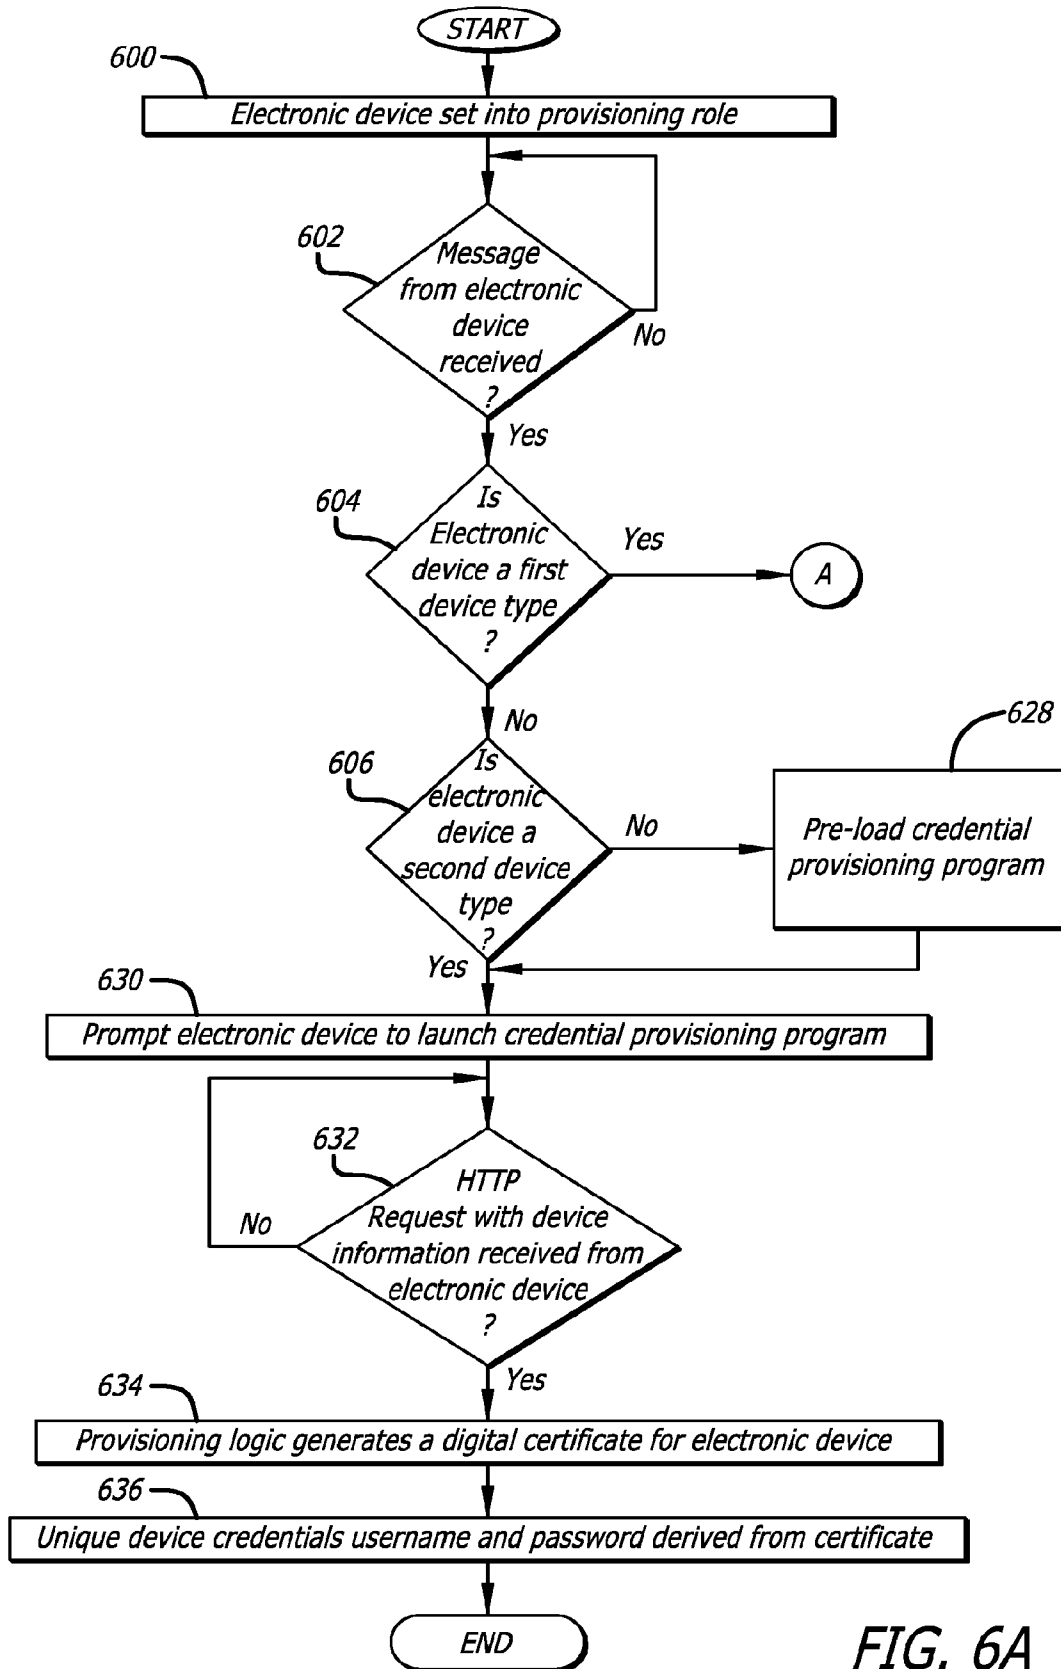 START
600
Electronic device set into provisioning role
602
Message
from electronic
device
received
?
No
Yes
604
Is
Electronic
device a first
device type
?
Yes
A
No
628
606
Is
electronic
device a
second device
type
?
No
Pre-load credential
provisioning program
Yes
630
Prompt electronic device to launch credential provisioning program
632
HTTP
Request with device
information received from
electronic device
?
No
Yes
634
Provisioning logic generates a digital certificate for electronic device
636
Unique device credentials username and password derived from certificate
END
FIG. 6A